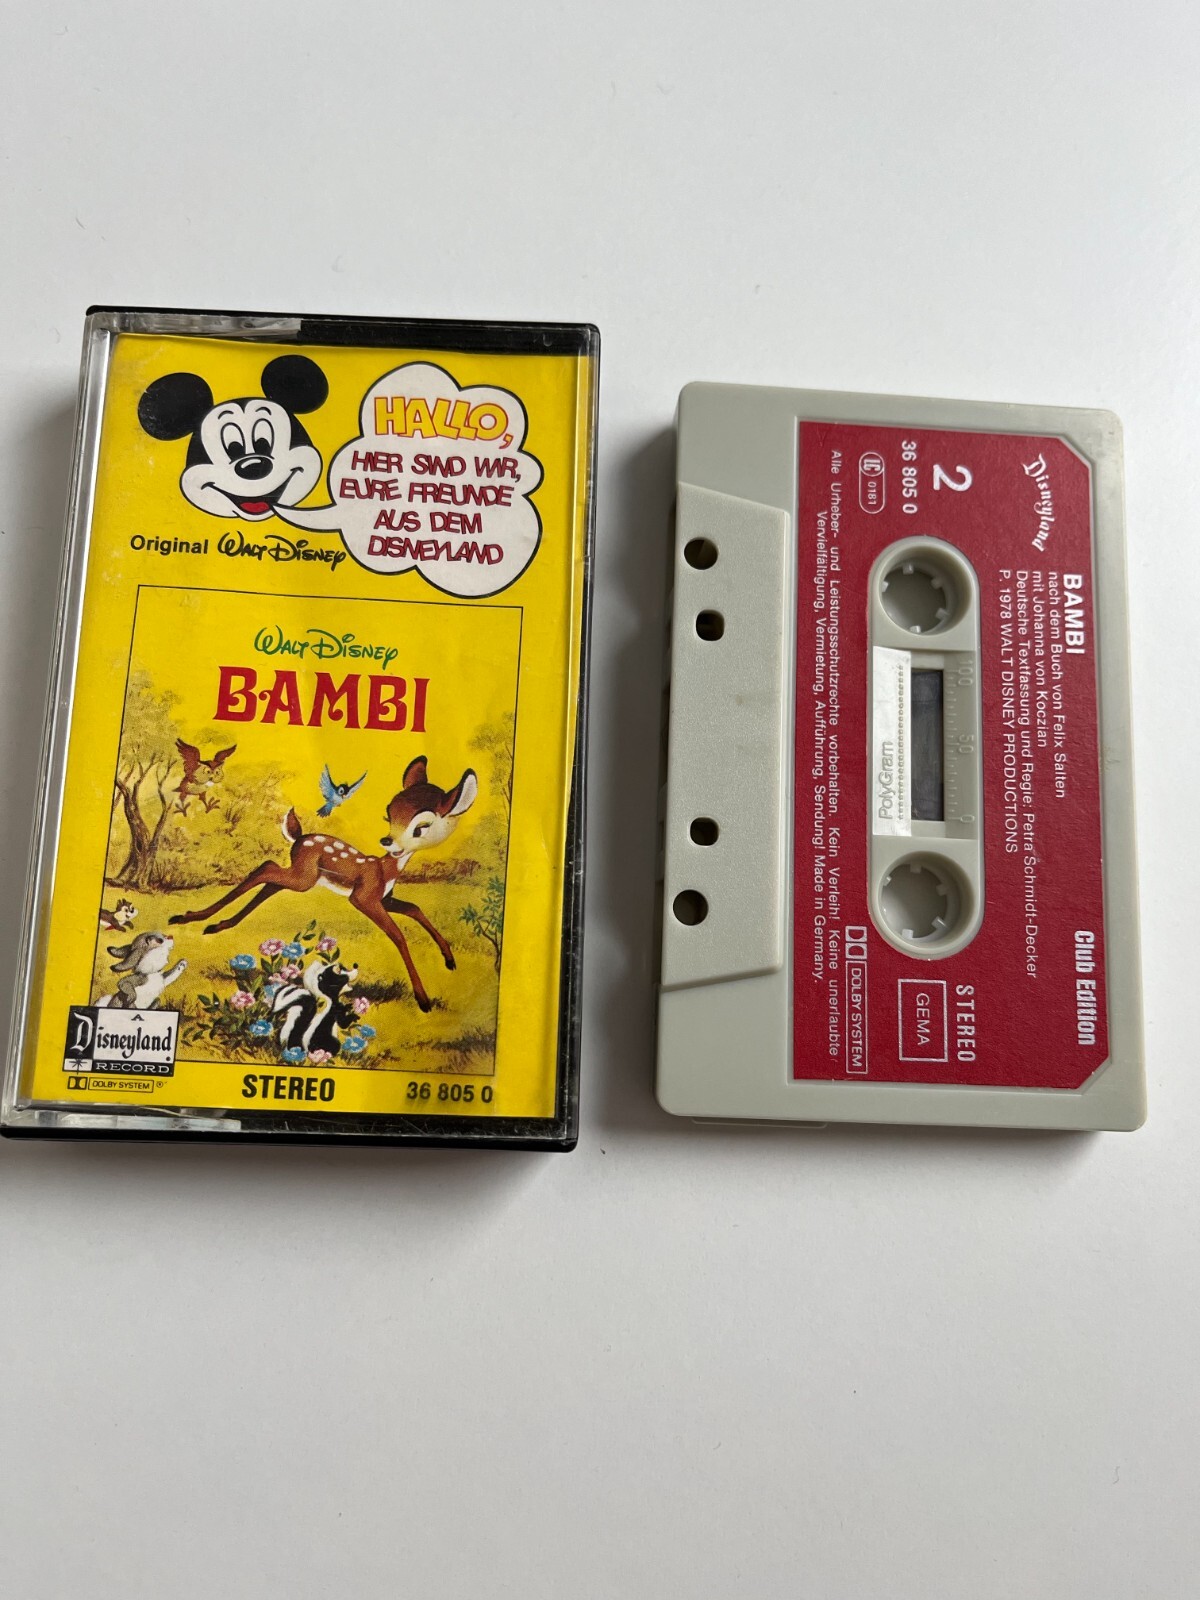 HALLO,
HIER SIND WIR,
EURE FREUNDE
AUS DEM
DISNEYLAND
Original WALT DISNEY
WALT DISNEY
BAMBI
A
Disneyland
RECORD
DOLBY SYSTEM ®
STEREO
36 805 0
Disneyland
Club Edition
BAMBI
nach dem Buch von Felix Salten
mit Johanna von Koczian
Deutsche Textfassung und Regie: Petra Schmidt-Decker
P. 1978 WALT DISNEY PRODUCTIONS
2
STEREO
36 805 0
GEMA
LC 0181
100 50 0
PolyGram
DOLBY SYSTEM
Alle Urheber- und Leistungsschutzrechte vorbehalten. Kein Verleih! Keine unerlaubte
Vervielfältigung, Vermietung, Aufführung, Sendung! Made in Germany.